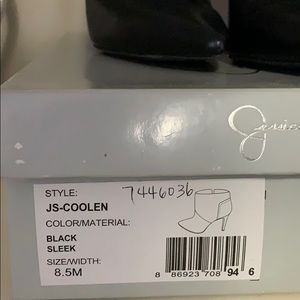 STYLE:
7446036
JS-COOLEN
COLOR/MATERIAL:
BLACK
SLEEK
SIZE/WIDTH:
8.5M
8 86923 708 94 6